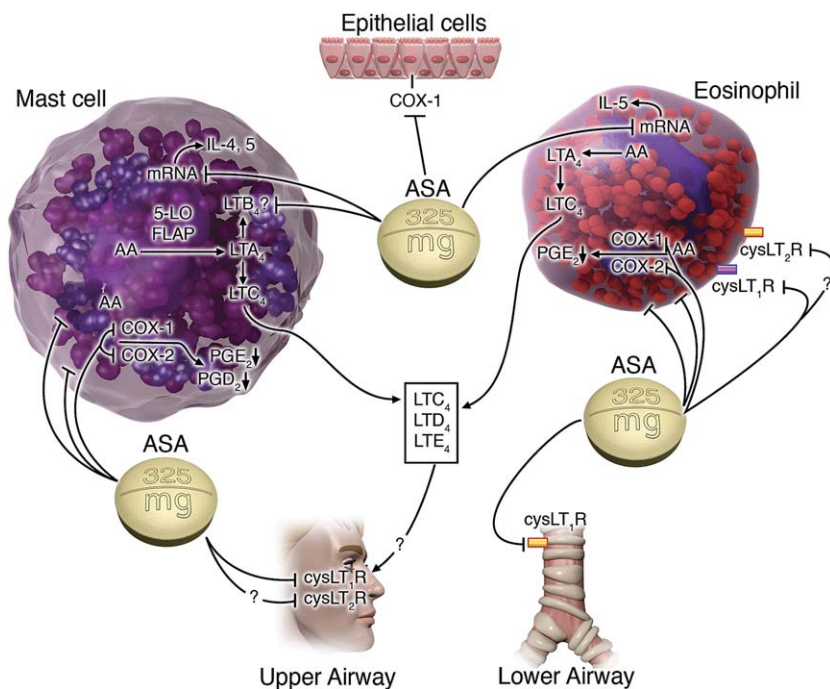 Epithelial cells
COX-1
Mast cell
IL-4, 5
mRNA
5-LO
FLAP
LTB₄?
AA
LTA₄
LTC₄
AA
COX-1
COX-2
PGE₂
PGD₂
ASA
325
mg
Eosinophil
IL-5
mRNA
LTA₄
AA
LTC₄
PGE₂
COX-1
COX-2
AA
cysLT₂R
cysLT₁R
?
ASA
325
mg
LTC₄
LTD₄
LTE₄
?
ASA
325
mg
?
cysLT₁R
cysLT₂R
Upper Airway
cysLT₁R
Lower Airway